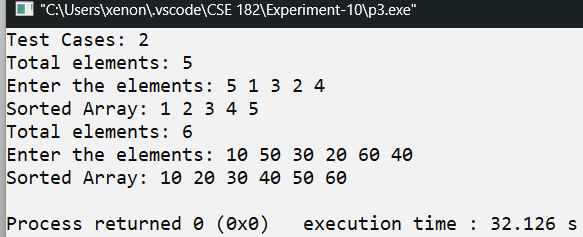 "C:\Users\xenon\.vscode\CSE 182\Experiment-10\p3.exe"
Test Cases: 2
Total elements: 5
Enter the elements: 5 1 3 2 4
Sorted Array: 1 2 3 4 5
Total elements: 6
Enter the elements: 10 50 30 20 60 40
Sorted Array: 10 20 30 40 50 60
Process returned 0 (0x0)   execution time : 32.126 s